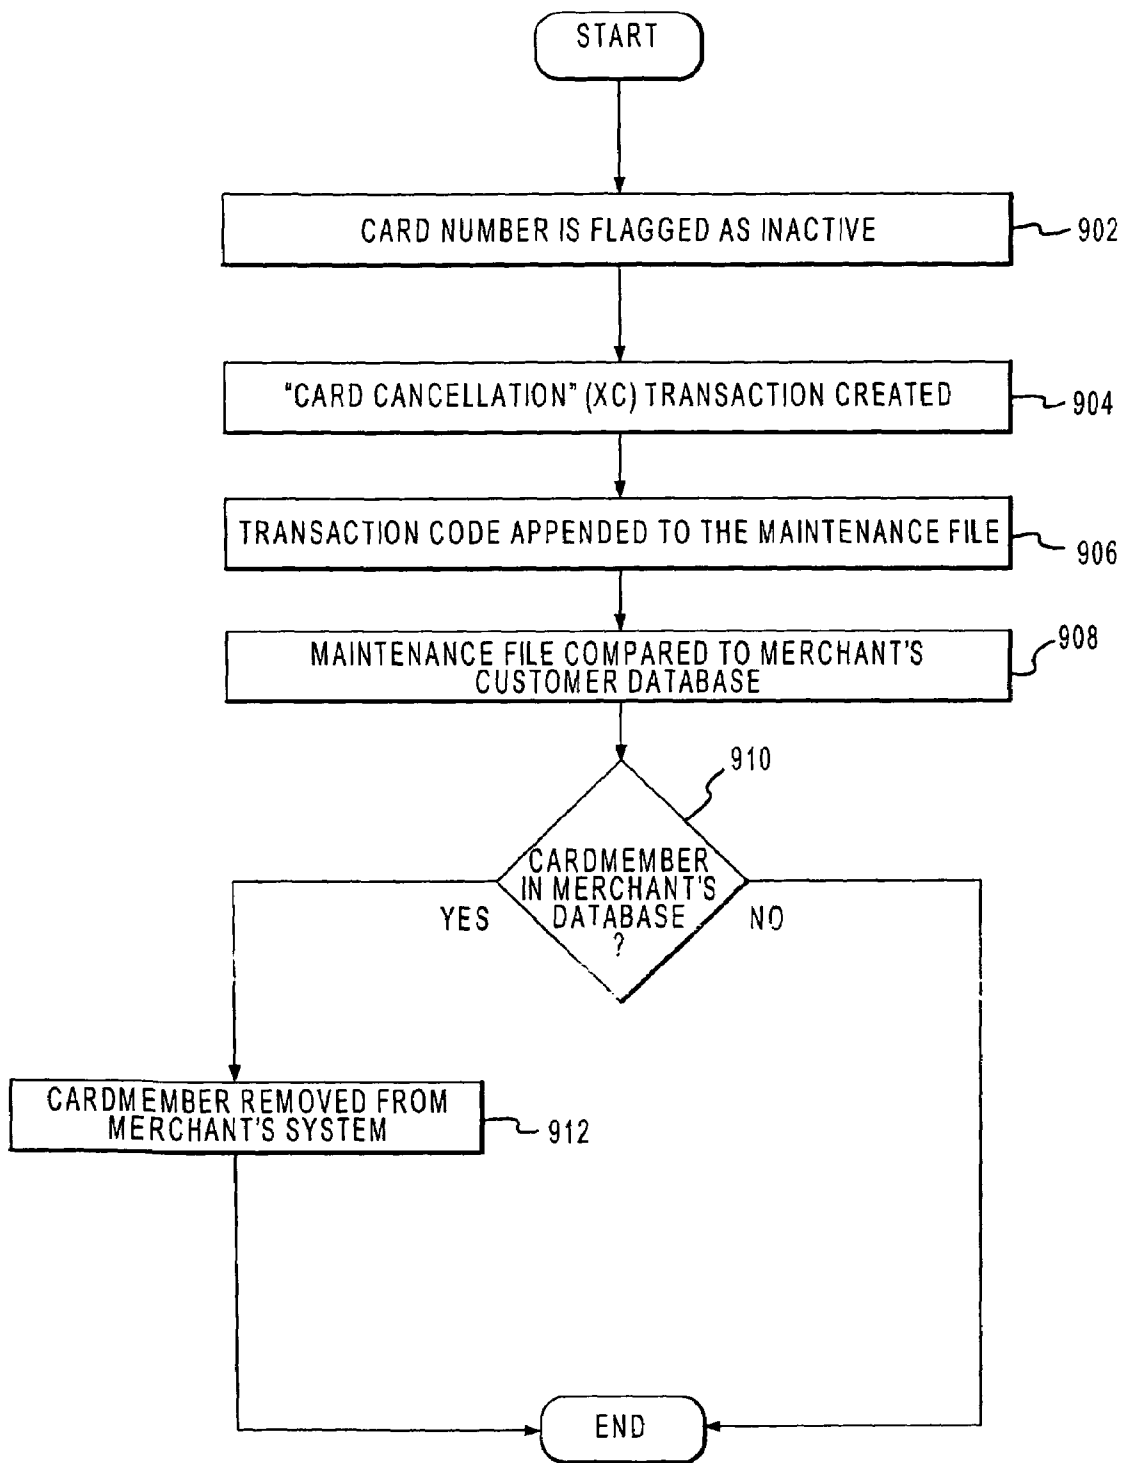 START
CARD NUMBER IS FLAGGED AS INACTIVE
902
"CARD CANCELLATION" (XC) TRANSACTION CREATED
904
TRANSACTION CODE APPENDED TO THE MAINTENANCE FILE
906
MAINTENANCE FILE COMPARED TO MERCHANT'S
CUSTOMER DATABASE
908
910
CARDMEMBER
IN MERCHANT'S
DATABASE
?
YES
NO
CARDMEMBER REMOVED FROM
MERCHANT'S SYSTEM
912
END